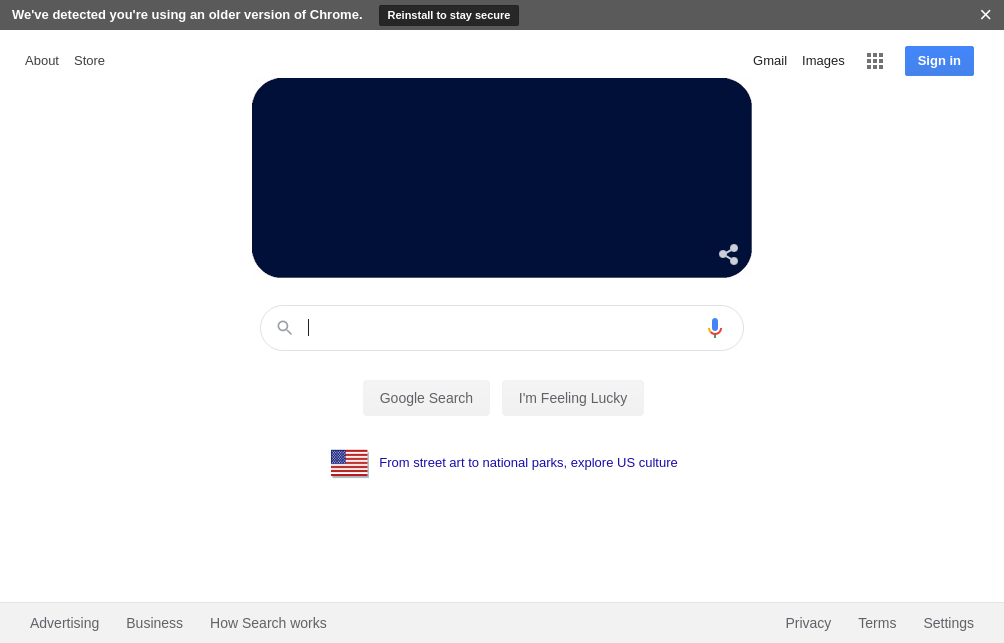 We've detected you're using an older version of Chrome. Reinstall to stay secure
About Store Gmail Images Sign in
Google Search I'm Feeling Lucky
From street art to national parks, explore US culture
Advertising Business How Search works Privacy Terms Settings